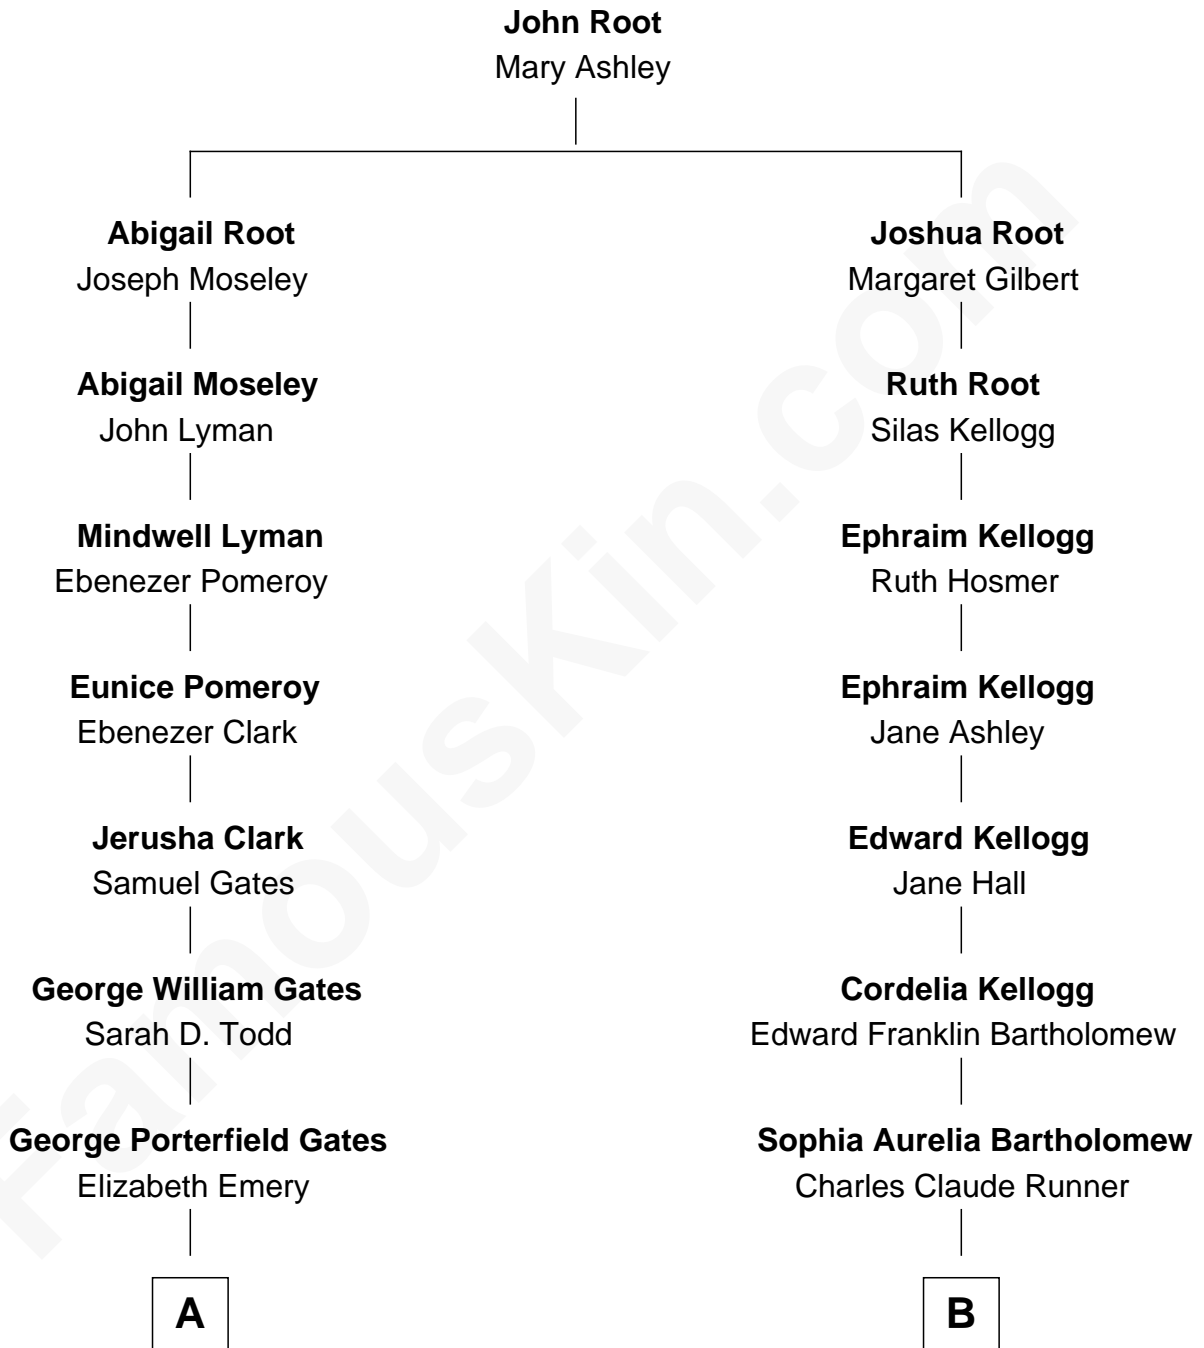 John Root
Mary Ashley
Abigail Root
Joseph Moseley
Abigail Moseley
John Lyman
Mindwell Lyman
Ebenezer Pomeroy
Eunice Pomeroy
Ebenezer Clark
Jerusha Clark
Samuel Gates
George William Gates
Sarah D. Todd
George Porterfield Gates
Elizabeth Emery
A
Joshua Root
Margaret Gilbert
Ruth Root
Silas Kellogg
Ephraim Kellogg
Ruth Hosmer
Ephraim Kellogg
Jane Ashley
Edward Kellogg
Jane Hall
Cordelia Kellogg
Edward Franklin Bartholomew
Sophia Aurelia Bartholomew
Charles Claude Runner
B
FamousKin.com